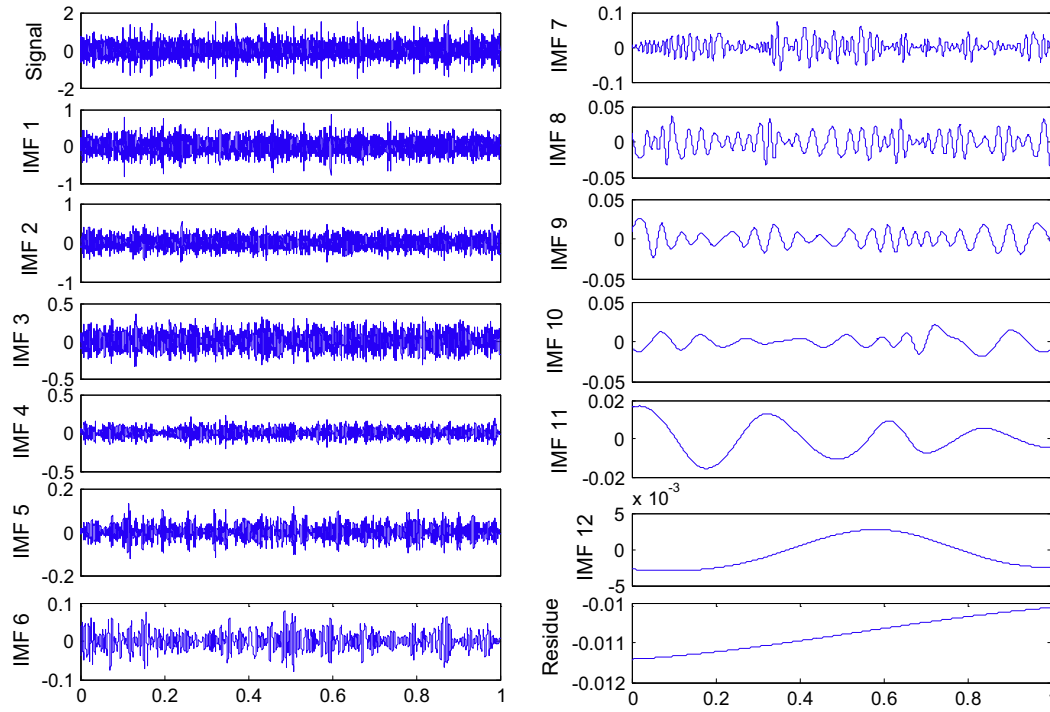 Signal
2
0
-2
IMF 1
1
0
-1
IMF 2
1
0
-1
IMF 3
0.5
0
-0.5
IMF 4
0.5
0
-0.5
IMF 5
0.2
0
-0.2
IMF 6
0.1
0
-0.1
0 0.2 0.4 0.6 0.8 1
IMF 7
0.1
0
-0.1
IMF 8
0.05
0
-0.05
IMF 9
0.05
0
-0.05
IMF 10
0.05
0
-0.05
IMF 11
0.02
0
-0.02
x 10⁻³
IMF 12
5
0
-5
Residue
-0.01
-0.011
-0.012
0 0.2 0.4 0.6 0.8 1